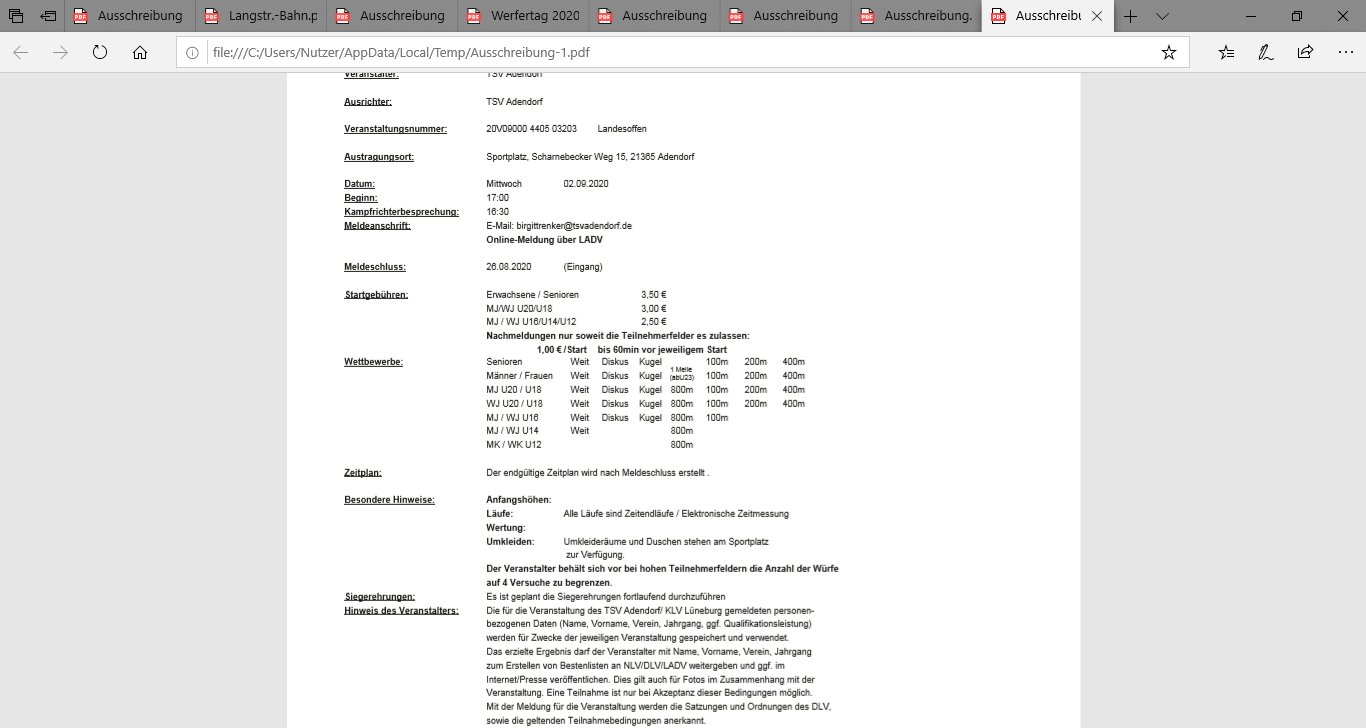 Ausschreibung Langstr.-Bahn.p Ausschreibung Werfertag 2020 Ausschreibung Ausschreibung Ausschreibung. Ausschreibu
file:///C:/Users/Nutzer/AppData/Local/Temp/Ausschreibung-1.pdf
Veranstalter: TSV Adendorf
Ausrichter: TSV Adendorf
Veranstaltungsnummer: 20V09000 4405 03203 Landesoffen
Austragungsort: Sportplatz, Scharnebecker Weg 15, 21365 Adendorf
Datum: Mittwoch 02.09.2020
Beginn: 17:00
Kampfrichterbesprechung: 16:30
Meldeanschrift: E-Mail: birgittrenker@tsvadendorf.de
Online-Meldung über LADV
Meldeschluss: 26.08.2020 (Eingang)
Startgebühren: Erwachsene / Senioren 3,50 €
MJ/WJ U20/U18 3,00 €
MJ / WJ U16/U14/U12 2,50 €
Nachmeldungen nur soweit die Teilnehmerfelder es zulassen:
1,00 € /Start bis 60min vor jeweiligem Start
Wettbewerbe: Senioren Weit Diskus Kugel 100m 200m 400m
Männer / Frauen Weit Diskus Kugel 1 Meile (abU23) 100m 200m 400m
MJ U20 / U18 Weit Diskus Kugel 800m 100m 200m 400m
WJ U20 / U18 Weit Diskus Kugel 800m 100m 200m 400m
MJ / WJ U16 Weit Diskus Kugel 800m 100m
MJ / WJ U14 Weit 800m
MK / WK U12 800m
Zeitplan: Der endgültige Zeitplan wird nach Meldeschluss erstellt .
Besondere Hinweise: Anfangshöhen:
Läufe: Alle Läufe sind Zeitendläufe / Elektronische Zeitmessung
Wertung:
Umkleiden: Umkleideräume und Duschen stehen am Sportplatz
zur Verfügung.
Der Veranstalter behält sich vor bei hohen Teilnehmerfeldern die Anzahl der Würfe
auf 4 Versuche zu begrenzen.
Siegerehrungen: Es ist geplant die Siegerehrungen fortlaufend durchzuführen
Hinweis des Veranstalters: Die für die Veranstaltung des TSV Adendorf/ KLV Lüneburg gemeldeten personen-
bezogenen Daten (Name, Vorname, Verein, Jahrgang, ggf. Qualifikationsleistung)
werden für Zwecke der jeweiligen Veranstaltung gespeichert und verwendet.
Das erzielte Ergebnis darf der Veranstalter mit Name, Vorname, Verein, Jahrgang
zum Erstellen von Bestenlisten an NLV/DLV/LADV weitergeben und ggf. im
Internet/Presse veröffentlichen. Dies gilt auch für Fotos im Zusammenhang mit der
Veranstaltung. Eine Teilnahme ist nur bei Akzeptanz dieser Bedingungen möglich.
Mit der Meldung für die Veranstaltung werden die Satzungen und Ordnungen des DLV,
sowie die geltenden Teilnahmebedingungen anerkannt.